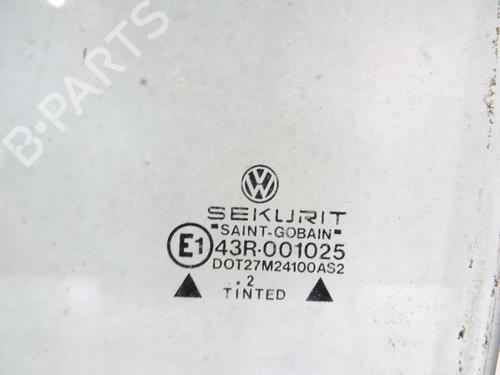 B-PARTS
VW
SEKURIT
"SAINT-GOBAIN"
E1 43R-001025
DOT27M24100AS2
.2
TINTED